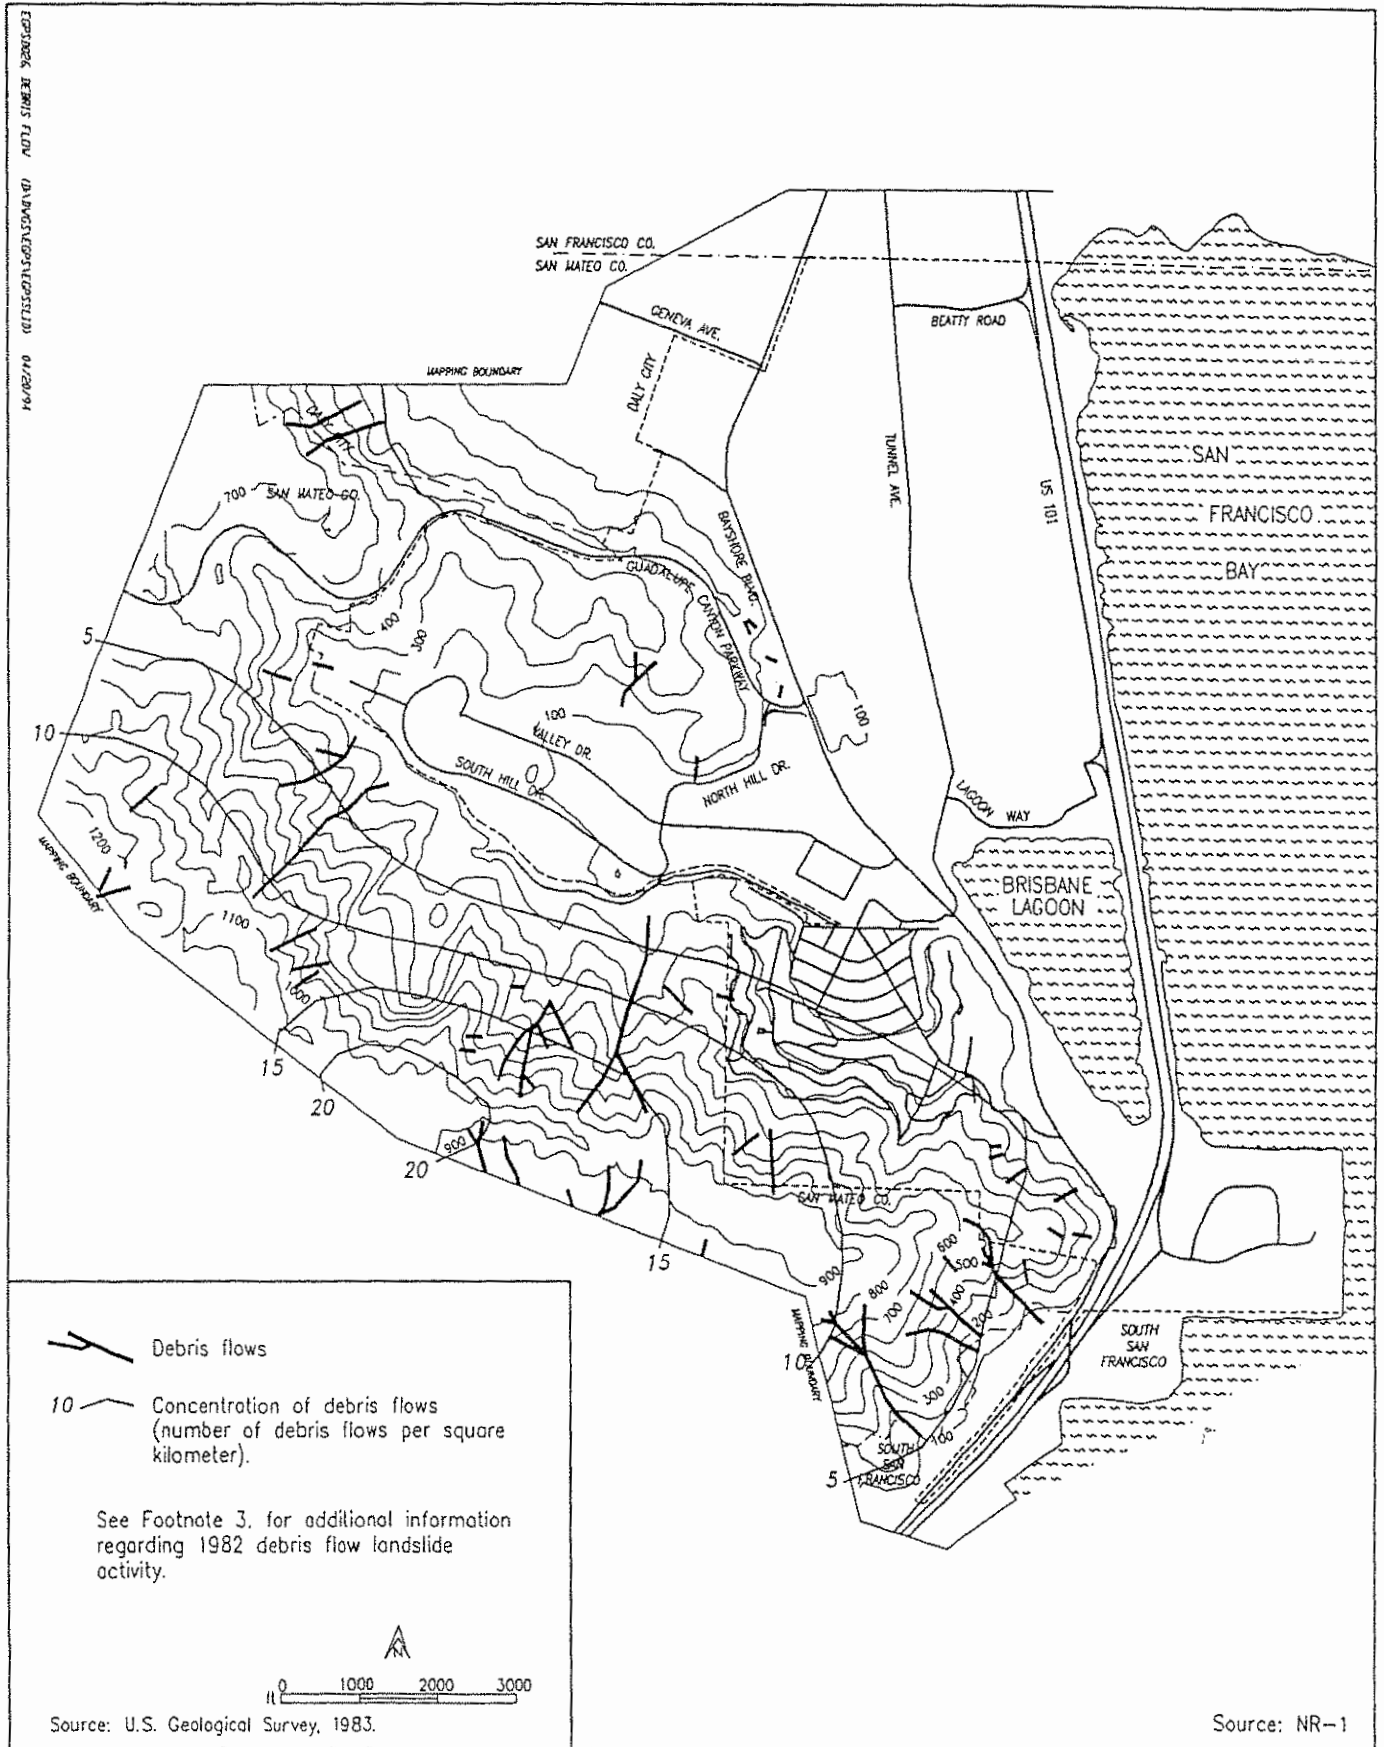 EGPSD026 DEBRIS FLOW 04/20/94
SAN FRANCISCO CO.
SAN MATEO CO.
GENEVA AVE.
BEATTY ROAD
MAPPING BOUNDARY
DALY CITY
DALY CITY
TUNNEL AVE.
US 101
SAN
FRANCISCO
BAY
700
SAN MATEO CO.
BAYSHORE BLVD.
GUADALUPE CANYON PARKWAY
400
300
5
10
100
100
VALLEY DR.
SOUTH HILL DR.
NORTH HILL DR.
LAGOON WAY
1200
MAPPING BOUNDARY
BRISBANE
LAGOON
1100
1000
15
20
900
20
SAN MATEO CO.
15
600
500
400
200
900
800
700
MAPPING BOUNDARY
10
300
100
SOUTH
SAN
FRANCISCO
SOUTH
SAN
FRANCISCO
5
Debris flows
10 Concentration of debris flows
(number of debris flows per square
kilometer).
See Footnote 3. for additional information
regarding 1982 debris flow landslide
activity.
N
0 1000 2000 3000
ft
Source: U.S. Geological Survey, 1983.
Source: NR-1